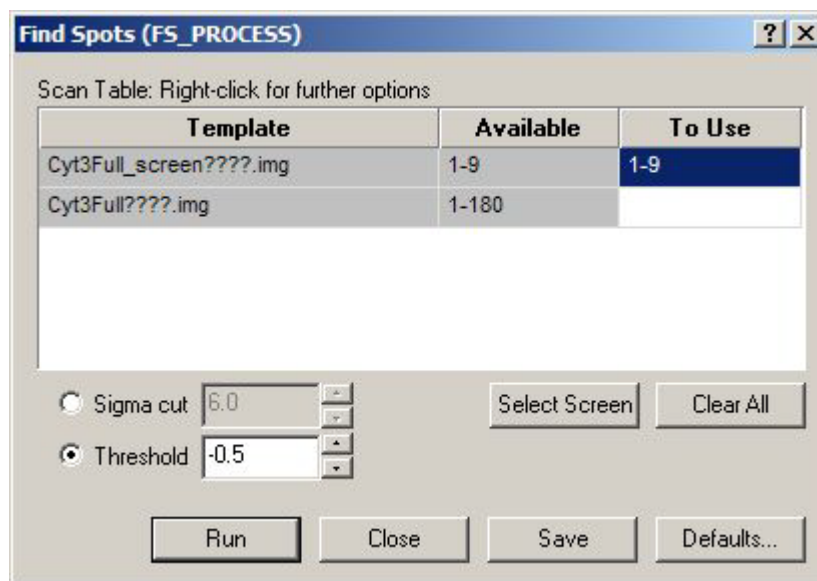 Find Spots (FS_PROCESS)
Scan Table: Right-click for further options
Template Available To Use
Cyt3Full_screen????.img 1-9 1-9
Cyt3Full????.img 1-180
Sigma cut 6.0 Select Screen Clear All
Threshold -0.5
Run Close Save Defaults...